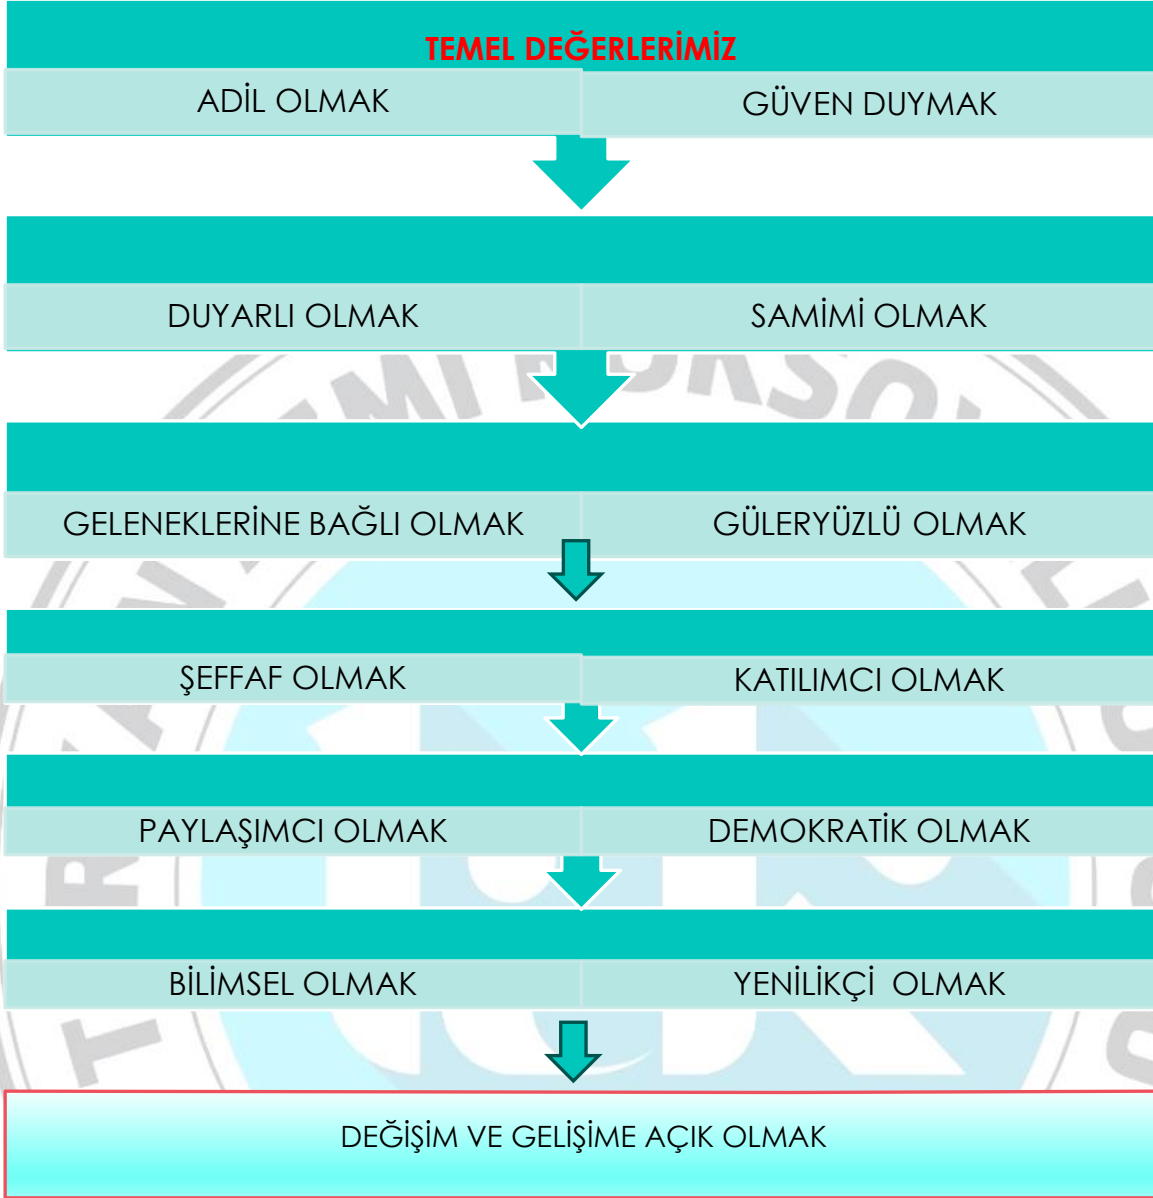 TEMEL DEĞERLERİMİZ
ADİL OLMAK
GÜVEN DUYMAK
DUYARLI OLMAK
SAMİMİ OLMAK
GELENEKLERİNE BAĞLI OLMAK
GÜLERYÜZLÜ OLMAK
ŞEFFAF OLMAK
KATILIMCI OLMAK
PAYLAŞIMCI OLMAK
DEMOKRATİK OLMAK
BİLİMSEL OLMAK
YENİLİKÇİ OLMAK
DEĞİŞİM VE GELİŞİME AÇIK OLMAK